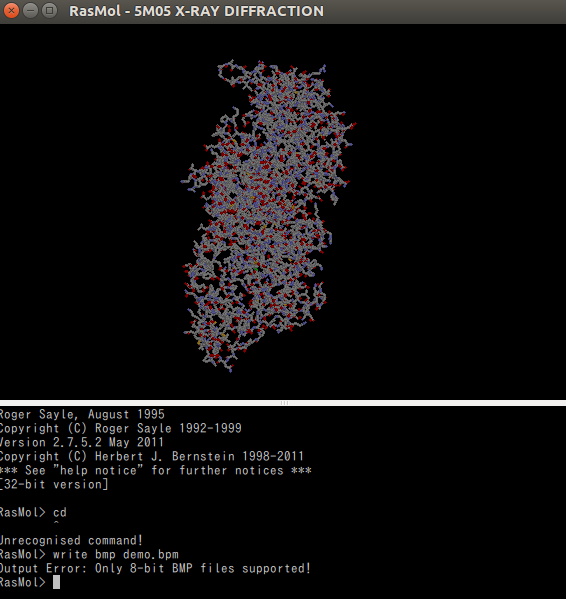 RasMol - 5M05 X-RAY DIFFRACTION
Roger Sayle, August 1995
Copyright (C) Roger Sayle 1992-1999
Version 2.7.5.2 May 2011
Copyright (C) Herbert J. Bernstein 1998-2011
*** See "help notice" for further notices ***
[32-bit version]
RasMol> cd
^
Unrecognised command!
RasMol> write bmp demo.bpm
Output Error: Only 8-bit BMP files supported!
RasMol>